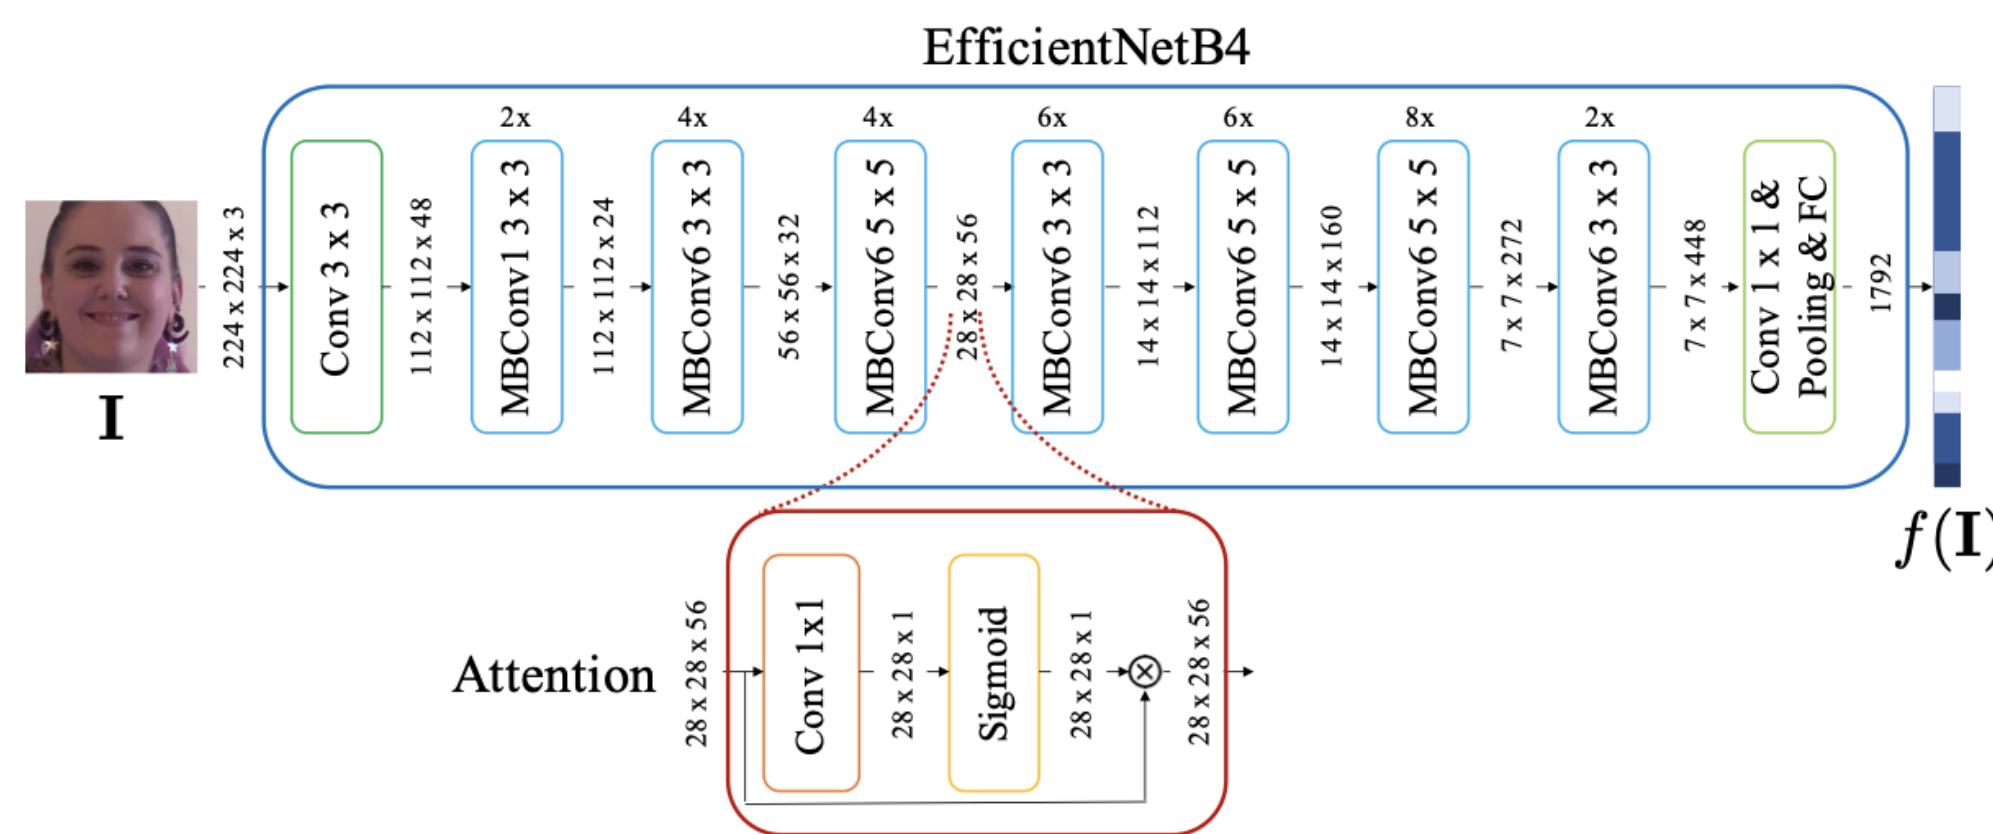 EfficientNetB4
2x
4x
4x
6x
6x
8x
2x
I
224 x 224 x 3
Conv 3 x 3
112 x 112 x 48
MBConv1 3 x 3
112 x 112 x 24
MBConv6 3 x 3
56 x 56 x 32
MBConv6 5 x 5
28 x 28 x 56
MBConv6 3 x 3
14 x 14 x 112
MBConv6 5 x 5
14 x 14 x 160
MBConv6 5 x 5
7 x 7 x 272
MBConv6 3 x 3
7 x 7 x 448
Conv 1 x 1 &
Pooling & FC
1792
f(I)
Attention
28 x 28 x 56
Conv 1x1
28 x 28 x 1
Sigmoid
28 x 28 x 1
28 x 28 x 56